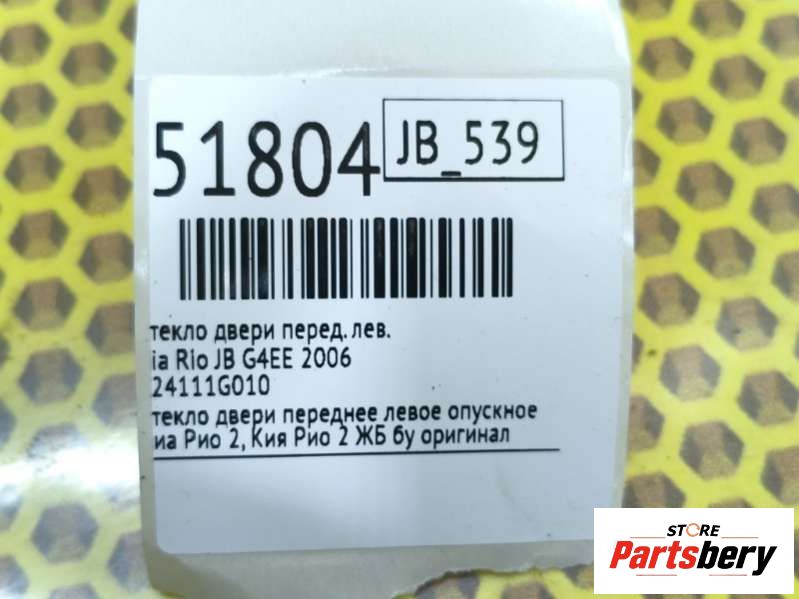 51804 JB_539
текло двери перед. лев.
ia Rio JB G4EE 2006
24111G010
текло двери переднее левое опускное
иа Рио 2, Кия Рио 2 ЖБ бу оригинал
STORE
Partsbery